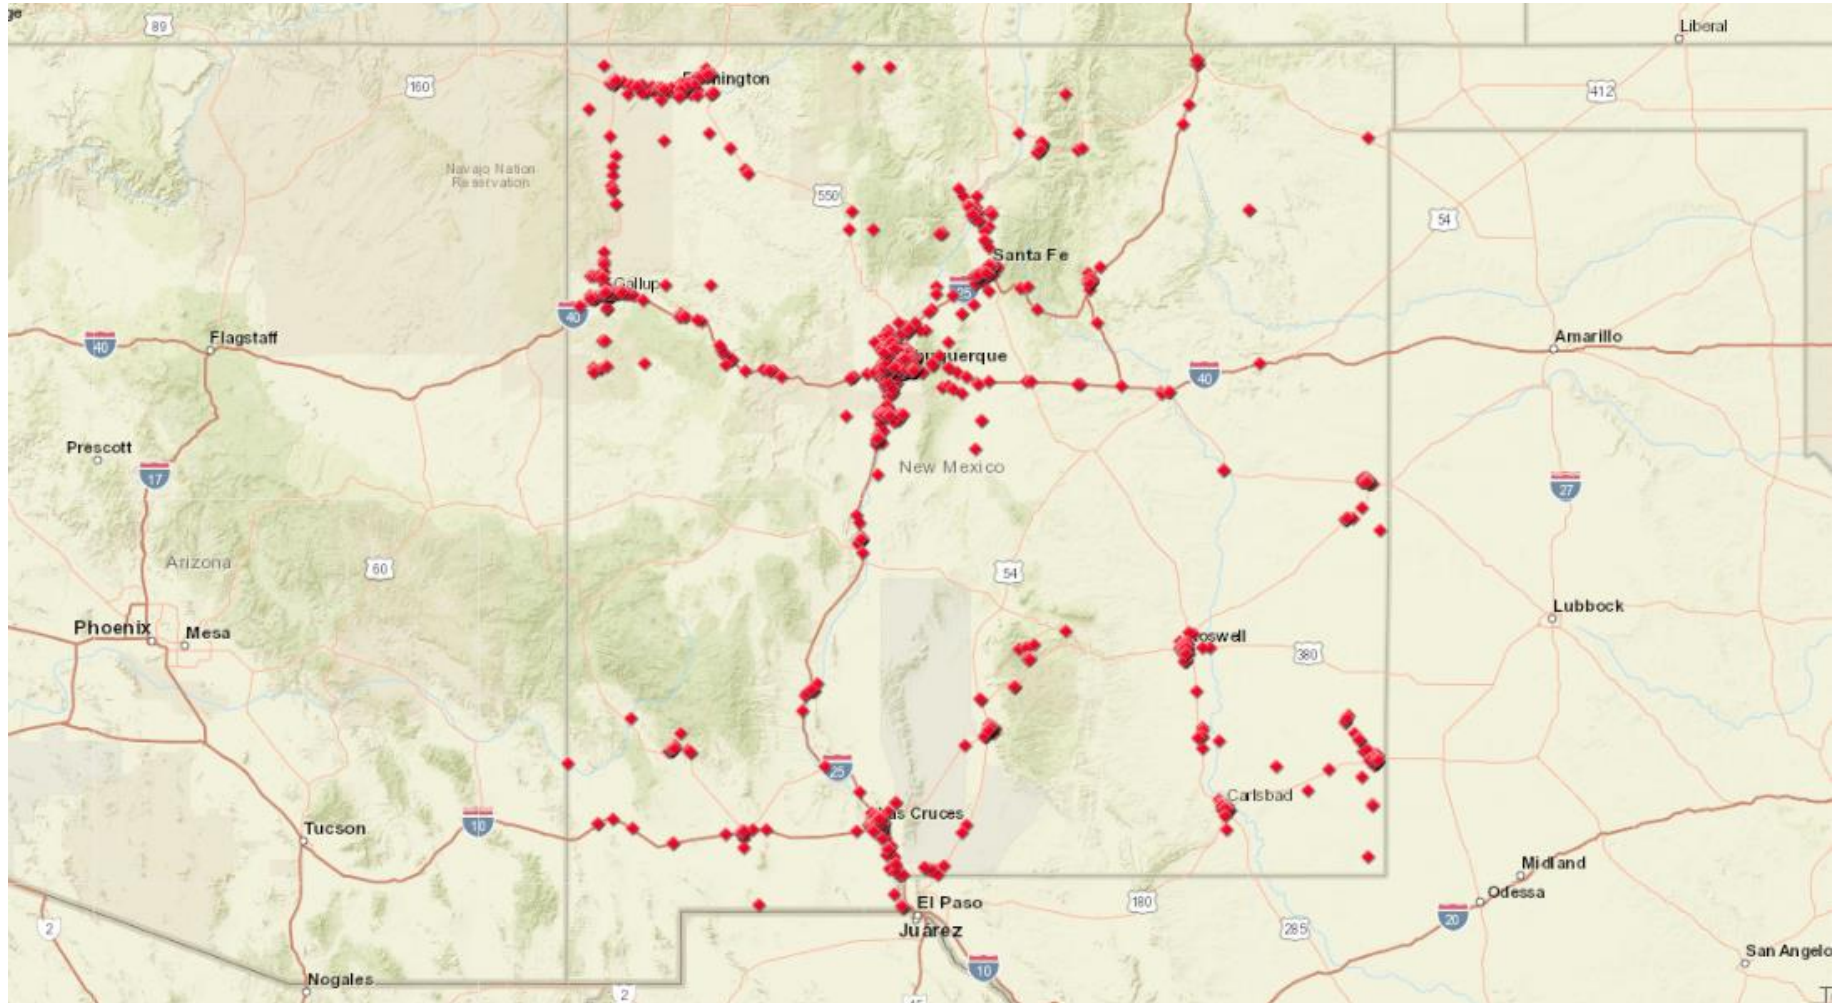 ge
89
Liberal
160
412
Navajo Nation
Reservation
550
54
Santa Fe
25
Gallup
40
40
Flagstaff
Amarillo
40
Prescott
17
New Mexico
27
Arizona
60
54
Lubbock
Phoenix
Mesa
380
25
Carlsbad
10
Tucson
Midland
Odessa
El Paso
180
20
Juárez
285
San Angelo
10
Nogales
2
2
45
T